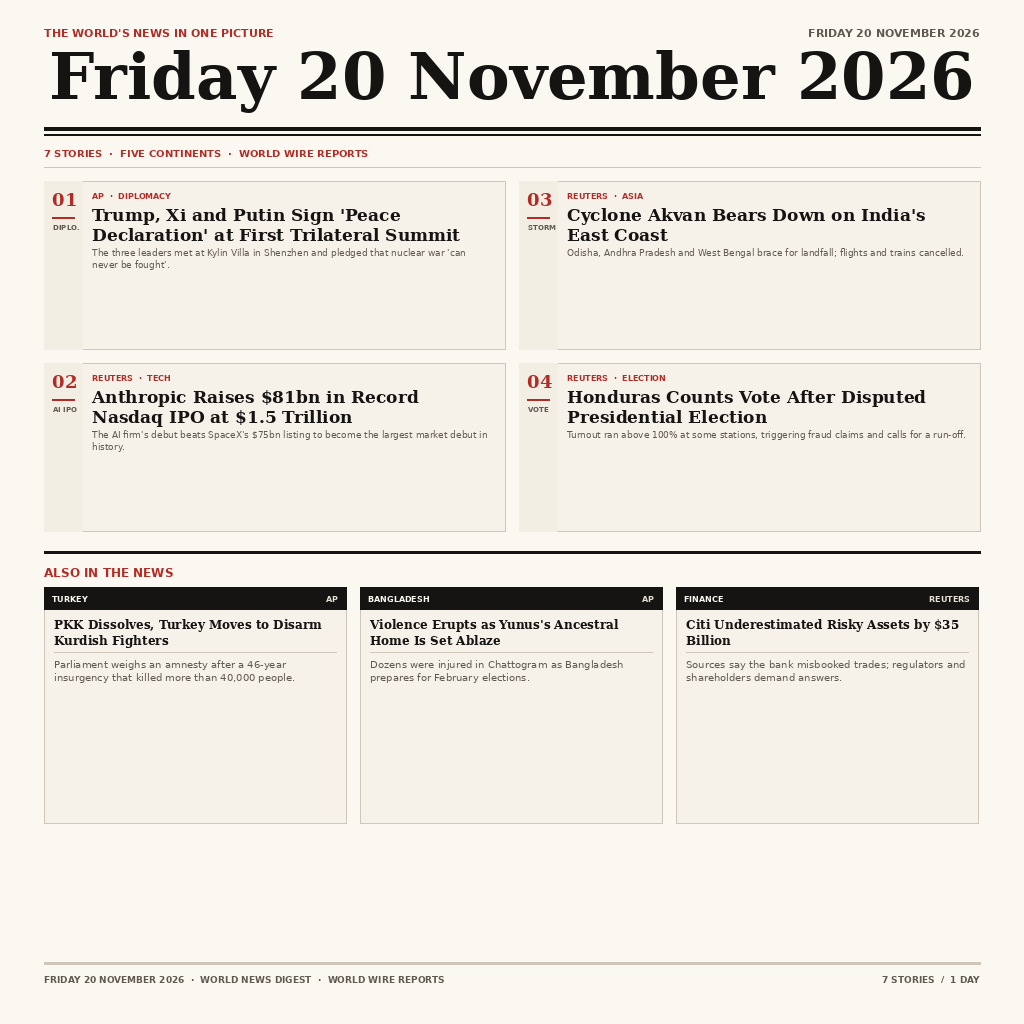 THE WORLD'S NEWS IN ONE PICTURE
FRIDAY 20 NOVEMBER 2026
Friday 20 November 2026
7 STORIES · FIVE CONTINENTS · WORLD WIRE REPORTS
01
DIPLO.
AP · DIPLOMACY
Trump, Xi and Putin Sign 'Peace
Declaration' at First Trilateral Summit
The three leaders met at Kylin Villa in Shenzhen and pledged that nuclear war 'can
never be fought'.
02
AI IPO
REUTERS · TECH
Anthropic Raises $81bn in Record
Nasdaq IPO at $1.5 Trillion
The AI firm's debut beats SpaceX's $75bn listing to become the largest market debut in
history.
03
STORM
REUTERS · ASIA
Cyclone Akvan Bears Down on India's
East Coast
Odisha, Andhra Pradesh and West Bengal brace for landfall; flights and trains cancelled.
04
VOTE
REUTERS · ELECTION
Honduras Counts Vote After Disputed
Presidential Election
Turnout ran above 100% at some stations, triggering fraud claims and calls for a run-off.
ALSO IN THE NEWS
TURKEY
AP
PKK Dissolves, Turkey Moves to Disarm
Kurdish Fighters
Parliament weighs an amnesty after a 46-year
insurgency that killed more than 40,000 people.
BANGLADESH
AP
Violence Erupts as Yunus's Ancestral
Home Is Set Ablaze
Dozens were injured in Chattogram as Bangladesh
prepares for February elections.
FINANCE
REUTERS
Citi Underestimated Risky Assets by $35
Billion
Sources say the bank misbooked trades; regulators and
shareholders demand answers.
FRIDAY 20 NOVEMBER 2026 · WORLD NEWS DIGEST · WORLD WIRE REPORTS
7 STORIES / 1 DAY